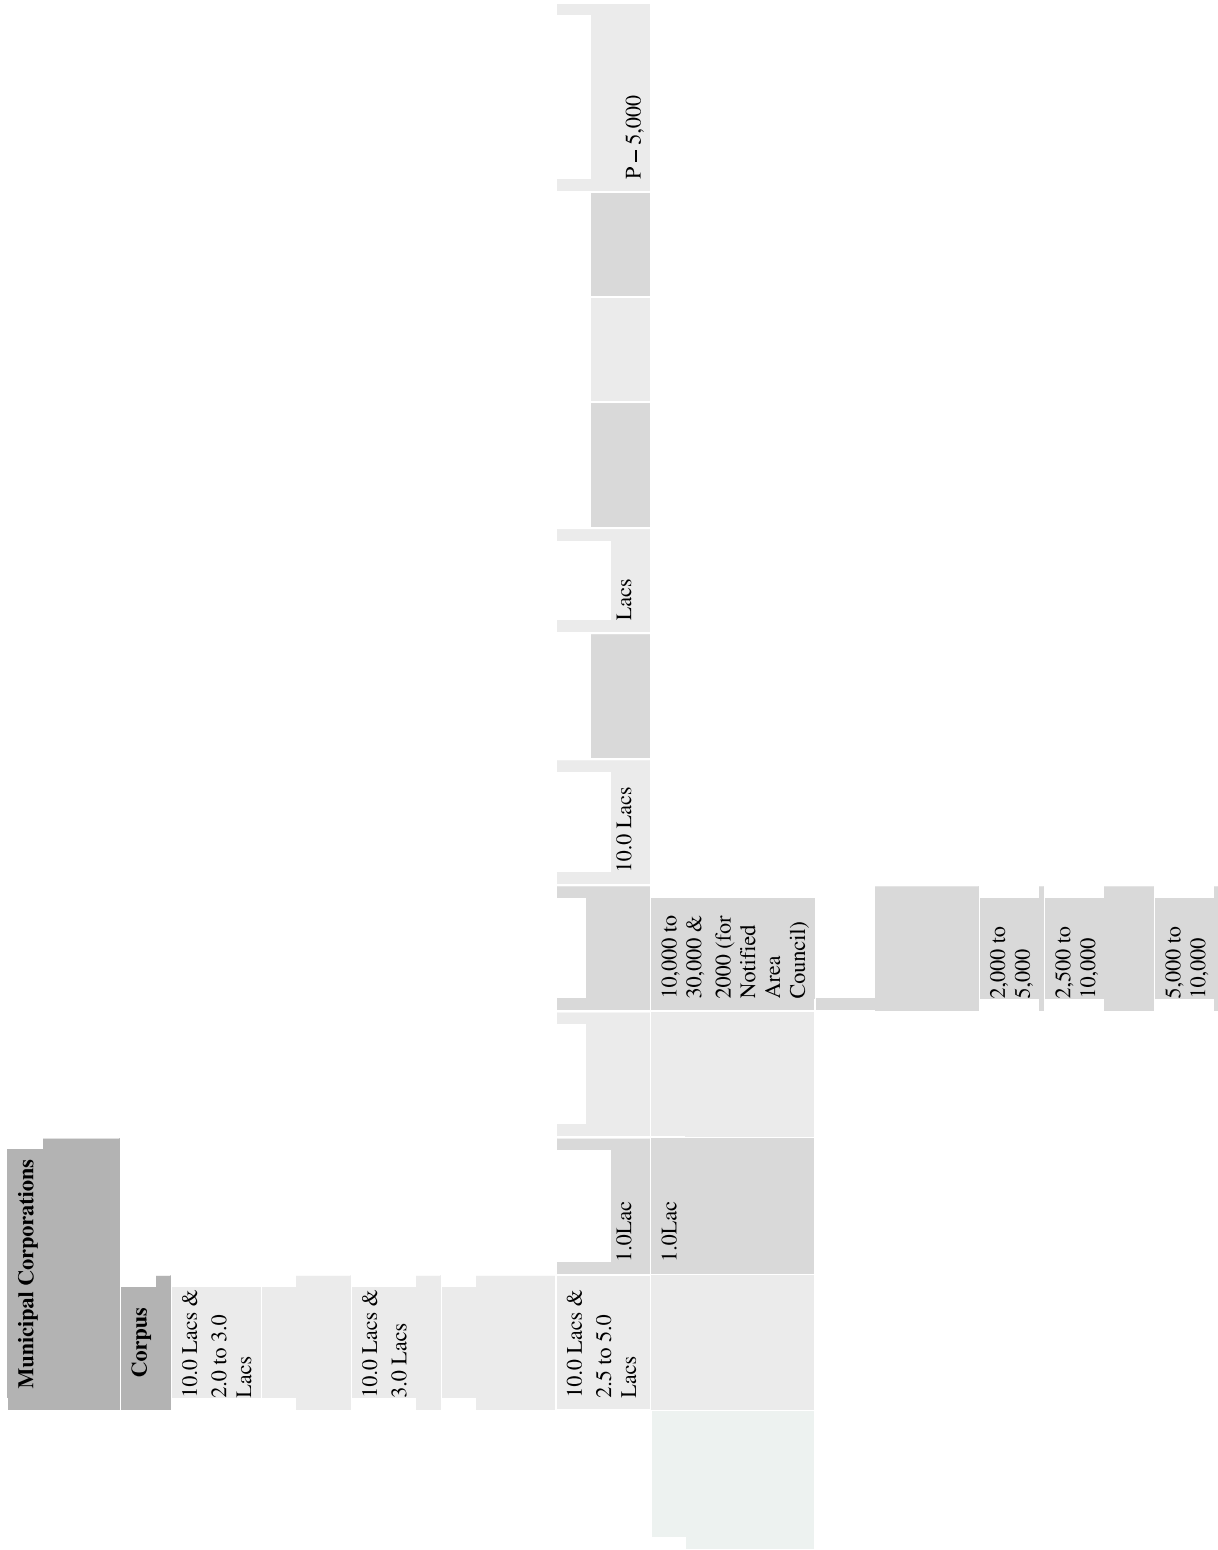 Municipal Corporations
Corpus
10.0 Lacs &
2.0 to 3.0
Lacs
10.0 Lacs &
3.0 Lacs
10.0 Lacs &
2.5 to 5.0
Lacs
1.0Lac
10.0 Lacs
Lacs
P – 5,000
1.0Lac
10,000 to
30,000 &
2000 (for
Notified
Area
Council)
2,000 to
5,000
2,500 to
10,000
5,000 to
10,000